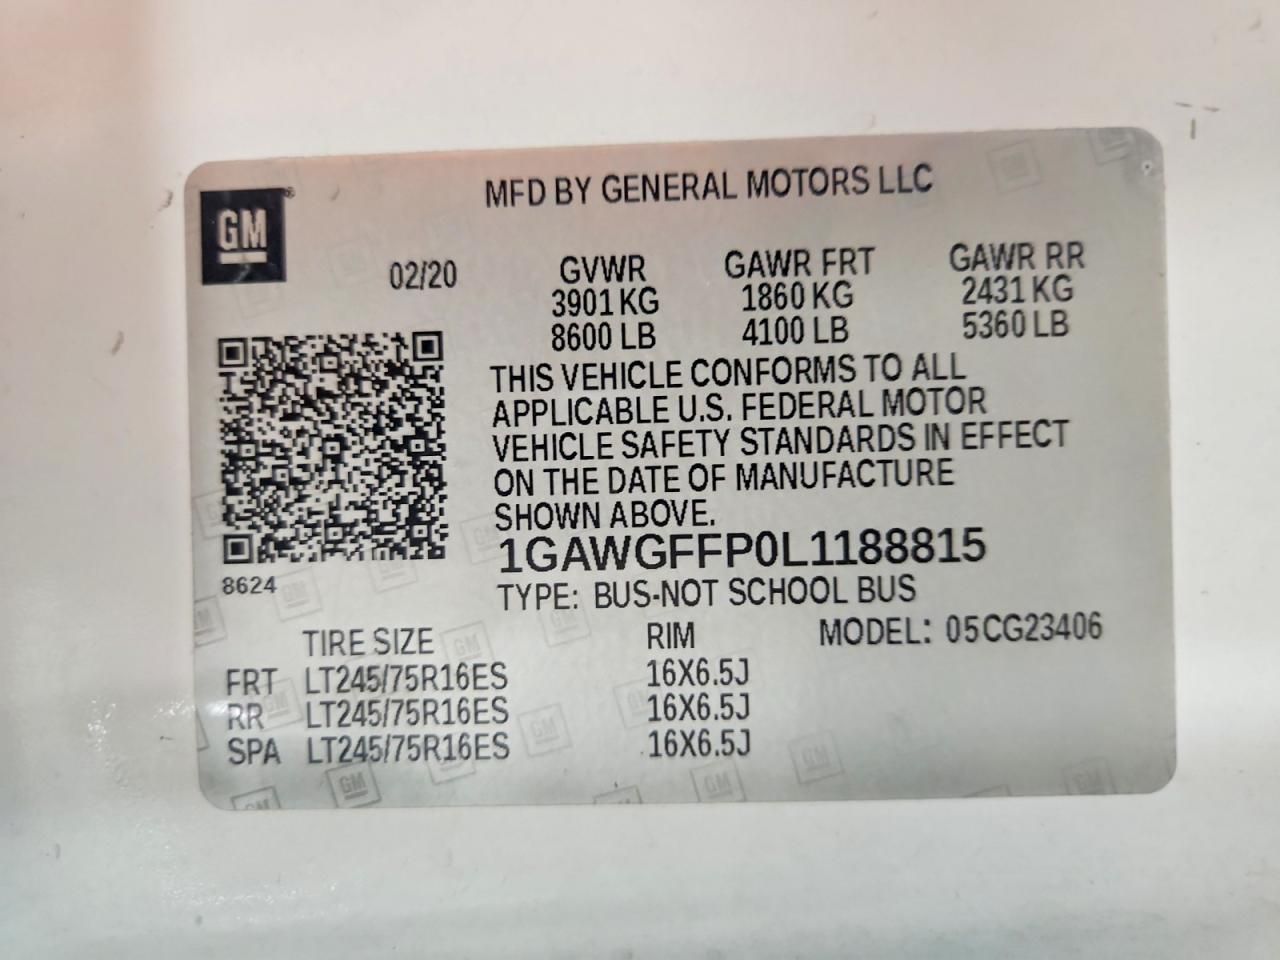 GM®
MFD BY GENERAL MOTORS LLC
02/20
GVWR GAWR FRT GAWR RR
3901 KG 1860 KG 2431 KG
8600 LB 4100 LB 5360 LB
THIS VEHICLE CONFORMS TO ALL
APPLICABLE U.S. FEDERAL MOTOR
VEHICLE SAFETY STANDARDS IN EFFECT
ON THE DATE OF MANUFACTURE
SHOWN ABOVE.
1GAWGFFP0L1188815
8624
TYPE: BUS-NOT SCHOOL BUS
TIRE SIZE RIM MODEL: 05CG23406
FRT LT245/75R16ES 16X6.5J
RR LT245/75R16ES 16X6.5J
SPA LT245/75R16ES 16X6.5J